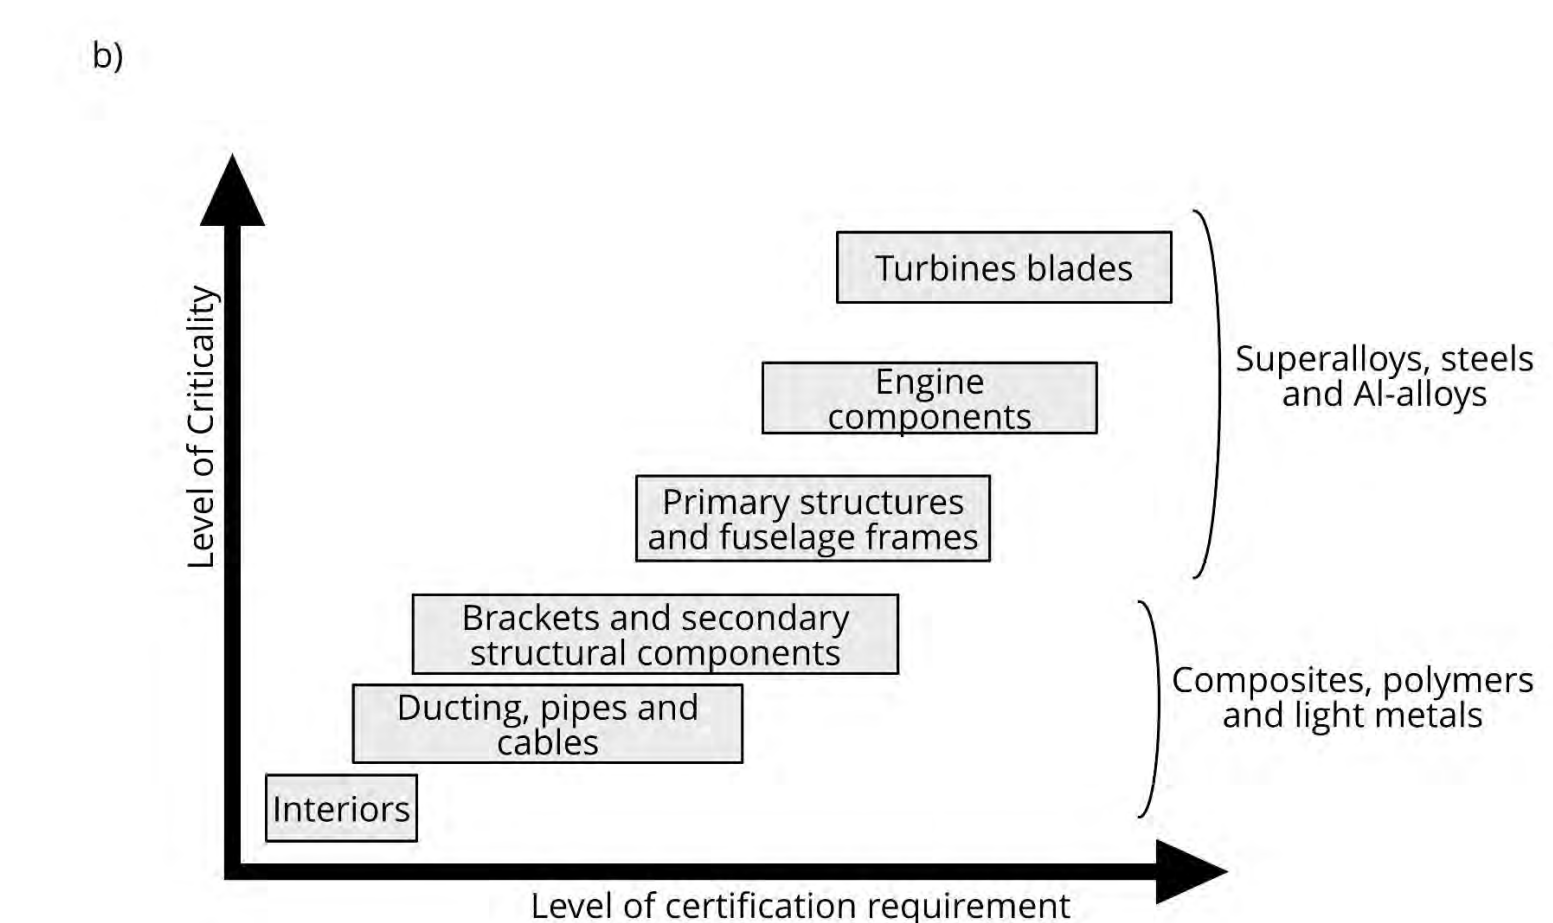 b)
Level of Criticality
Turbines blades
Engine
components
Primary structures
and fuselage frames
Brackets and secondary
structural components
Ducting, pipes and
cables
Interiors
Superalloys, steels
and Al-alloys
Composites, polymers
and light metals
Level of certification requirement